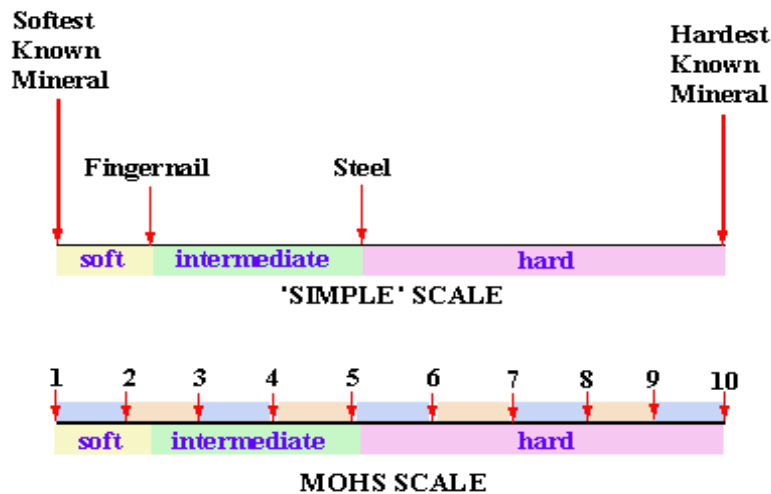 Softest
Known
Mineral
Hardest
Known
Mineral
Fingernail
Steel
soft intermediate hard
'SIMPLE' SCALE
1 2 3 4 5 6 7 8 9 10
soft intermediate hard
MOHS SCALE